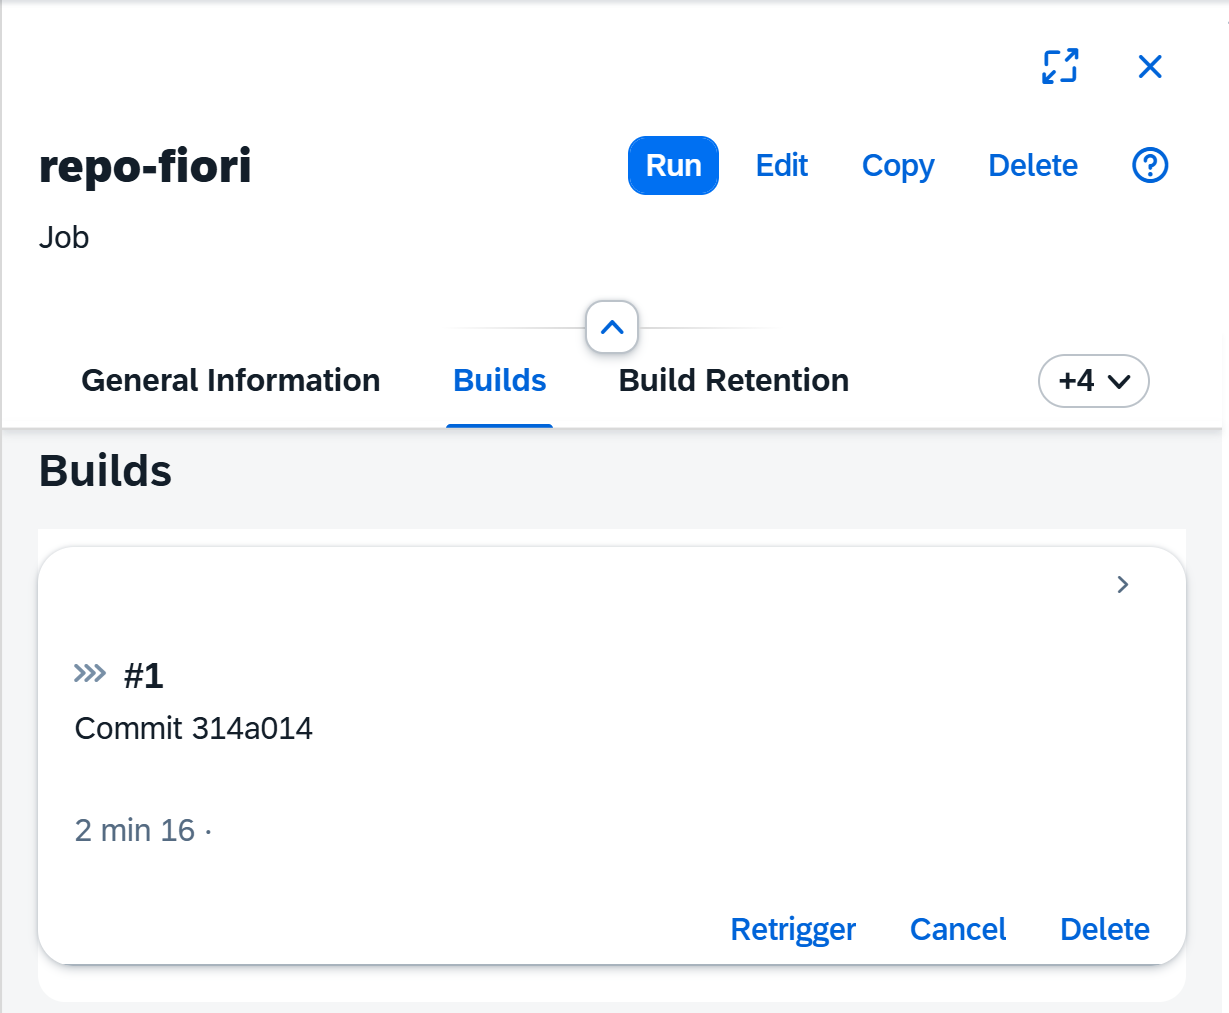 repo-fiori
Run Edit Copy Delete
Job
General Information Builds Build Retention +4
Builds
#1
Commit 314a014
2 min 16 ·
Retrigger Cancel Delete